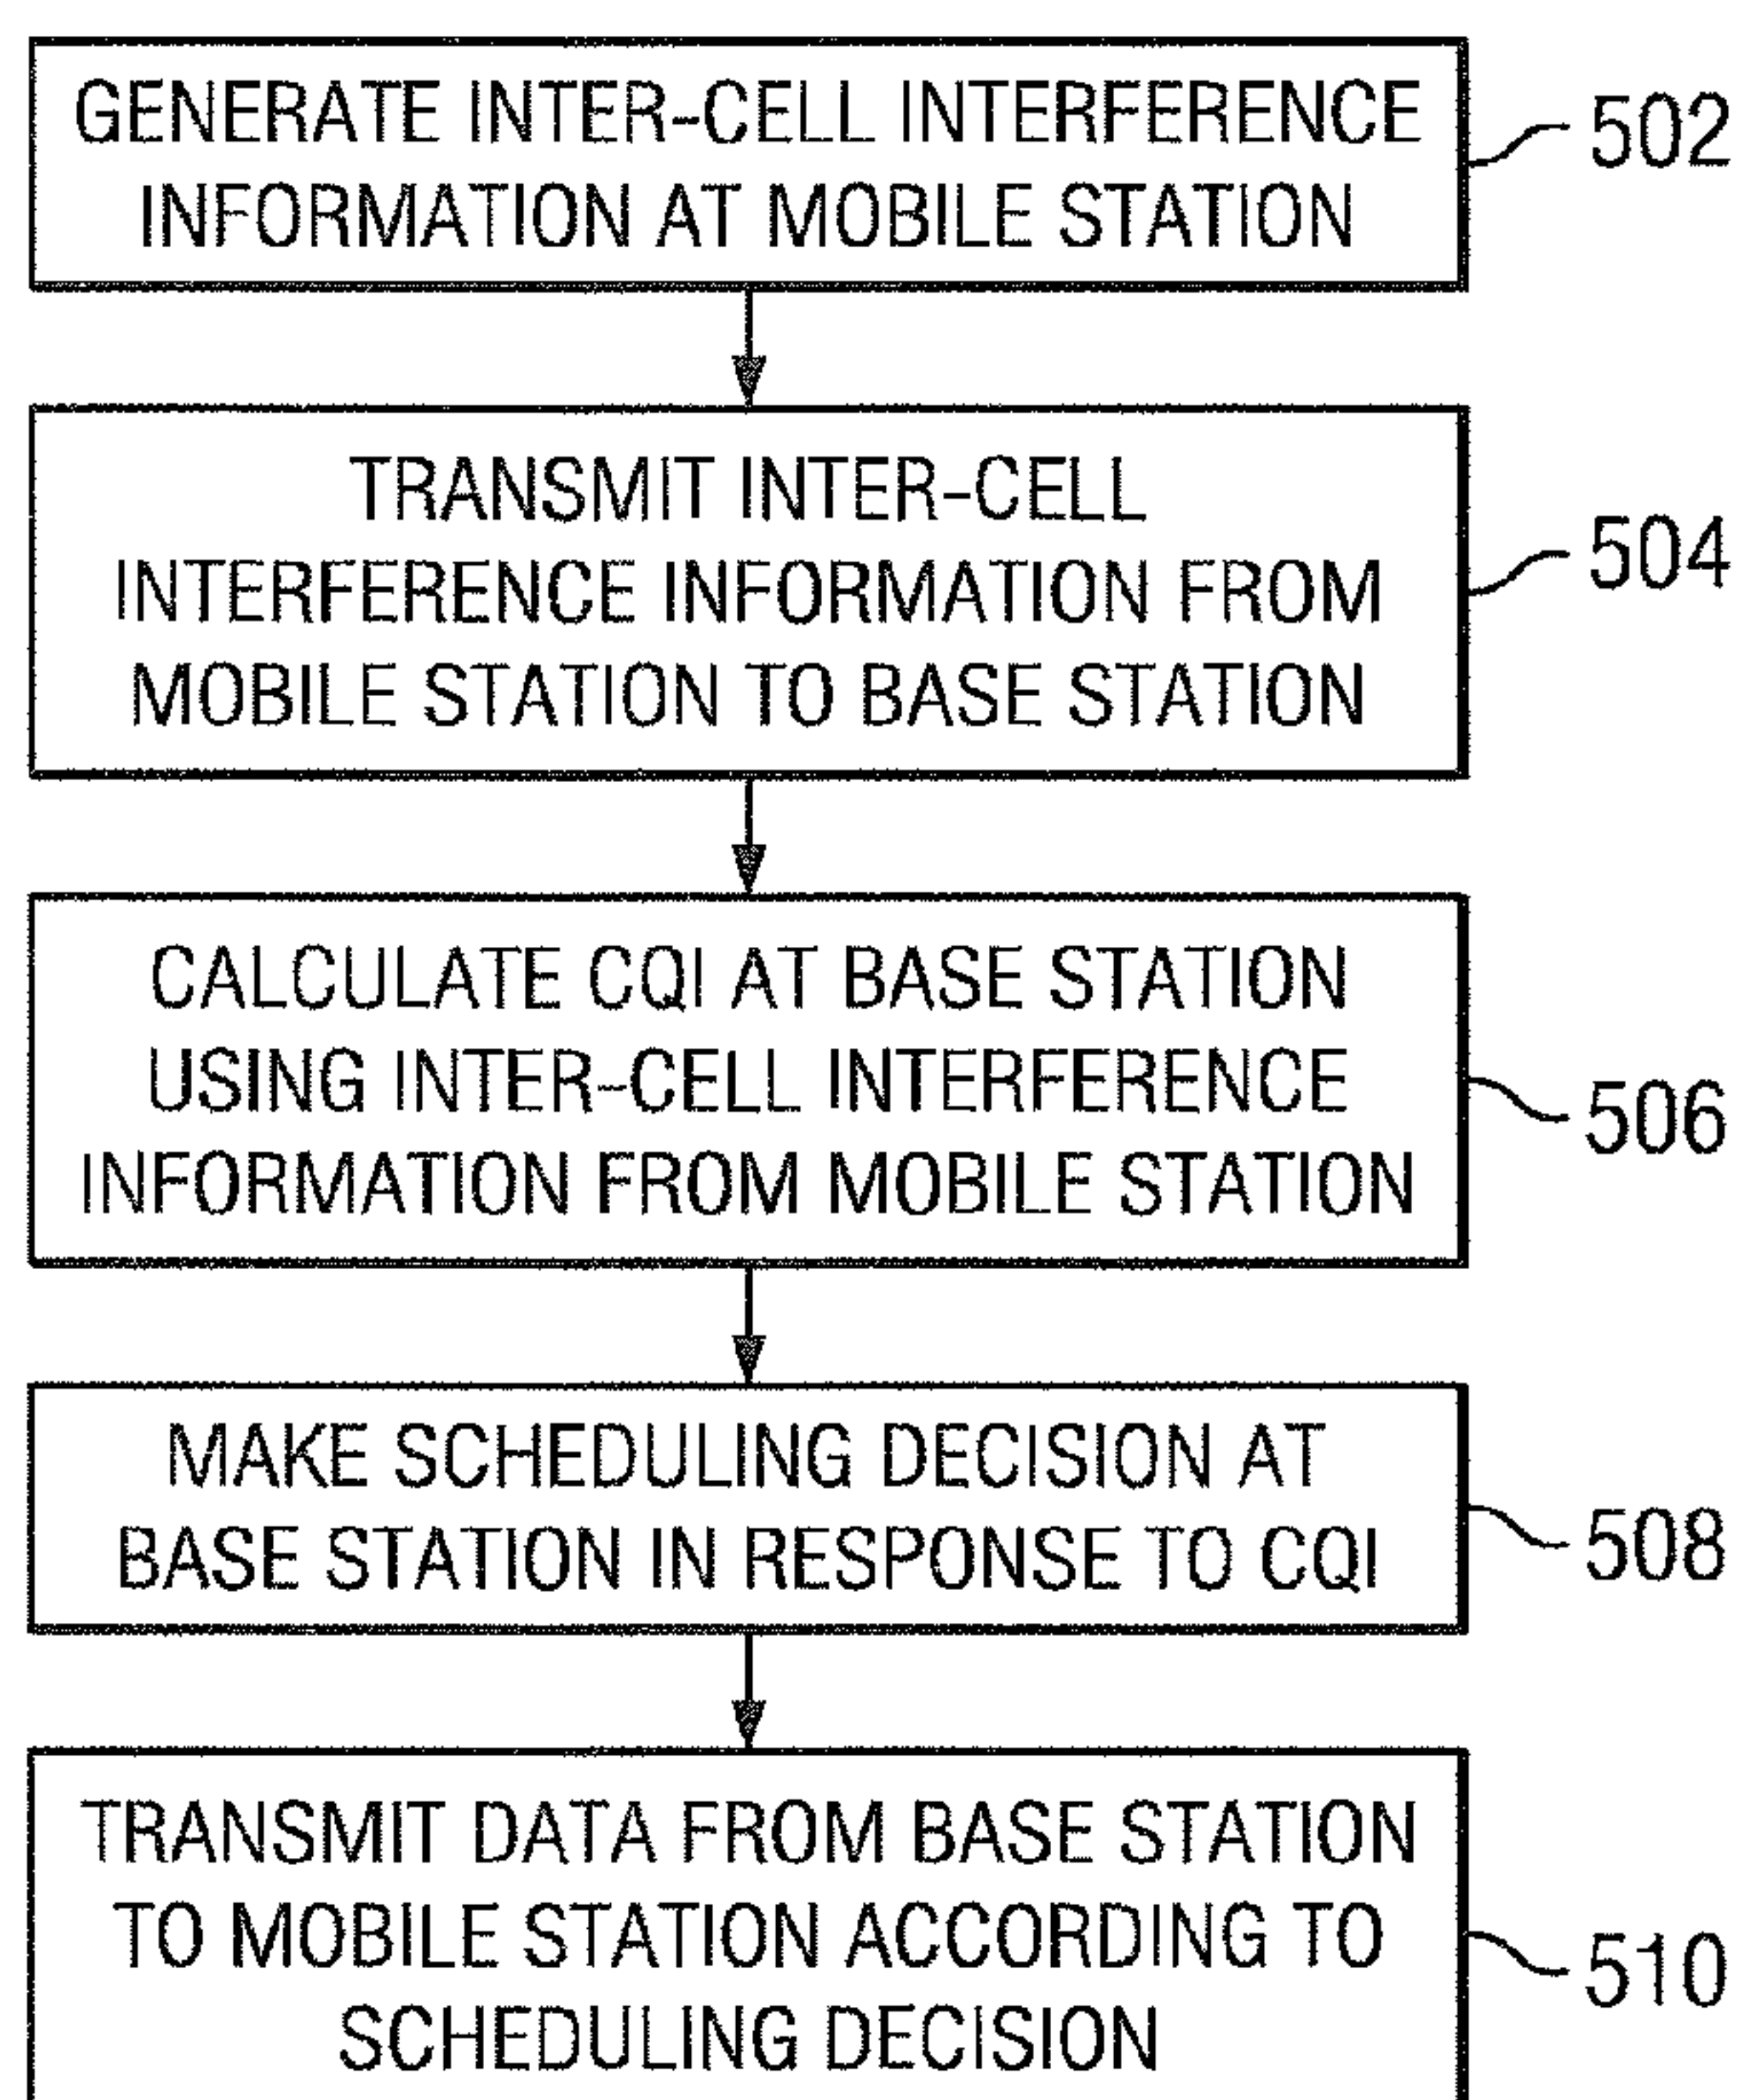 GENERATE INTER-CELL INTERFERENCE
INFORMATION AT MOBILE STATION
502
TRANSMIT INTER-CELL
INTERFERENCE INFORMATION FROM
MOBILE STATION TO BASE STATION
504
CALCULATE CQI AT BASE STATION
USING INTER-CELL INTERFERENCE
INFORMATION FROM MOBILE STATION
506
MAKE SCHEDULING DECISION AT
BASE STATION IN RESPONSE TO CQI
508
TRANSMIT DATA FROM BASE STATION
TO MOBILE STATION ACCORDING TO
SCHEDULING DECISION
510